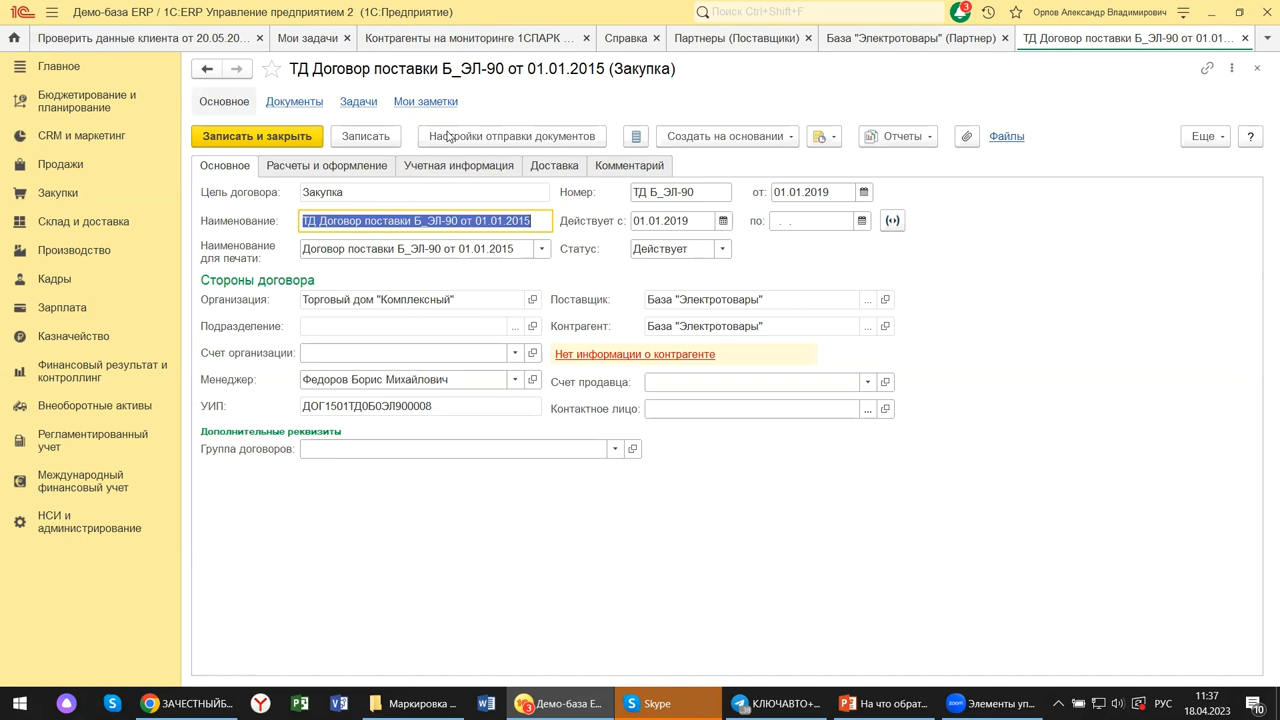 Демо-база ERP / 1С:ERP Управление предприятием 2 (1С:Предприятие)
Поиск Ctrl+Shift+F
3
Орлов Александр Владимирович
Проверить данные клиента от 20.05.20...
Мои задачи
Контрагенты на мониторинге 1СПАРК ...
Справка
Партнеры (Поставщики)
База "Электротовары" (Партнер)
ТД Договор поставки Б_ЭЛ-90 от 01.01...
Главное
Бюджетирование и
планирование
CRM и маркетинг
Продажи
Закупки
Склад и доставка
Производство
Кадры
Зарплата
Казначейство
Финансовый результат и
контроллинг
Внеоборотные активы
Регламентированный
учет
Международный
финансовый учет
НСИ и
администрирование
ТД Договор поставки Б_ЭЛ-90 от 01.01.2015 (Закупка)
Основное
Документы
Задачи
Мои заметки
Записать и закрыть
Записать
Настройки отправки документов
Создать на основании
Отчеты
Файлы
Еще
?
Основное
Расчеты и оформление
Учетная информация
Доставка
Комментарий
Цель договора: Закупка
Номер: ТД Б_ЭЛ-90 от: 01.01.2019
Наименование: ТД Договор поставки Б_ЭЛ-90 от 01.01.2015
Действует с: 01.01.2019 по: . .
Наименование
для печати: Договор поставки Б_ЭЛ-90 от 01.01.2015
Статус: Действует
Стороны договора
Организация: Торговый дом "Комплексный"
Поставщик: База "Электротовары"
Подразделение:
Контрагент: База "Электротовары"
Счет организации:
Нет информации о контрагенте
Менеджер: Федоров Борис Михайлович
Счет продавца:
УИП: ДОГ1501ТД0Б0ЭЛ900008
Контактное лицо:
Дополнительные реквизиты
Группа договоров:
ЗАЧЕСТНЫЙБ...
Маркировка ...
Демо-база E...
Skype
КЛЮЧАВТО+...
На что обрат...
Элементы уп...
РУС
11:37
18.04.2023